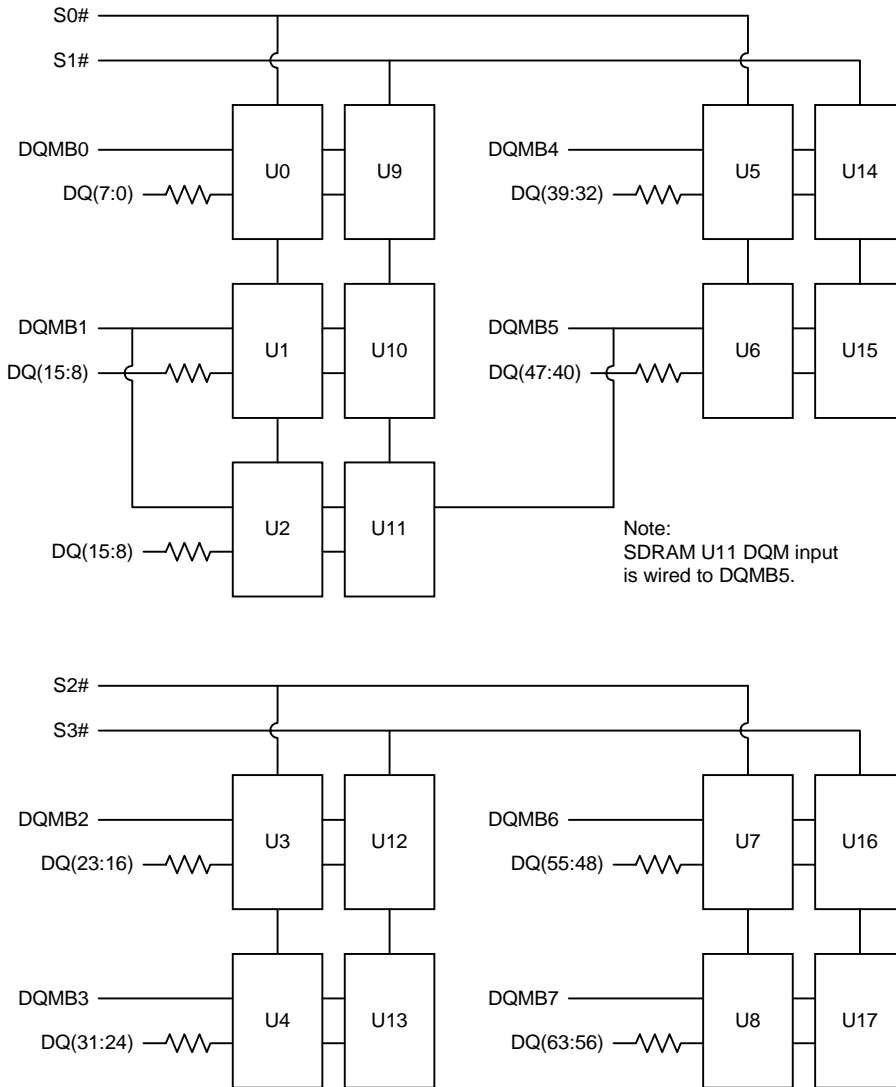 S0#
S1#
DQMB0
U0
U9
DQMB4
U5
U14
DQ(7:0)
DQ(39:32)
DQMB1
U1
U10
DQMB5
U6
U15
DQ(15:8)
DQ(47:40)
U2
U11
DQ(15:8)
Note:
SDRAM U11 DQM input
is wired to DQMB5.
S2#
S3#
DQMB2
U3
U12
DQMB6
U7
U16
DQ(23:16)
DQ(55:48)
DQMB3
U4
U13
DQMB7
U8
U17
DQ(31:24)
DQ(63:56)